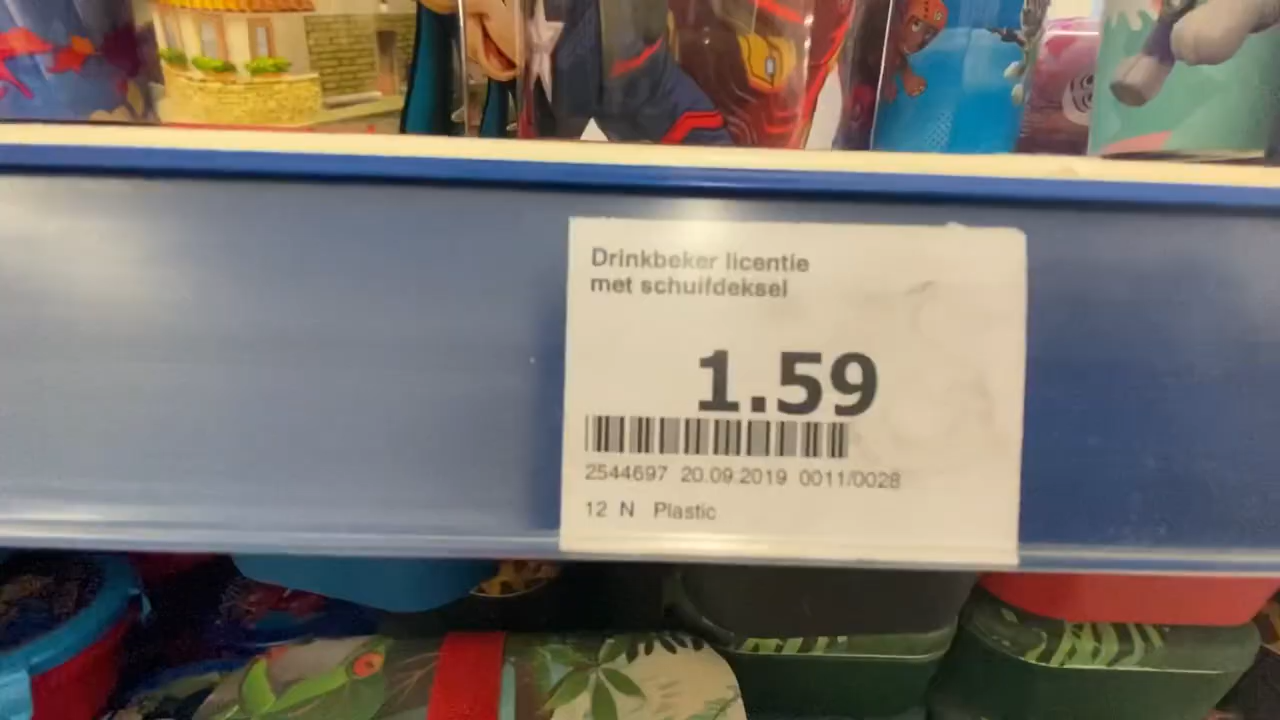 Drinkbeker licentie
met schuifdeksel
1.59
2544697 20.09.2019 0011/0028
12 N Plastic